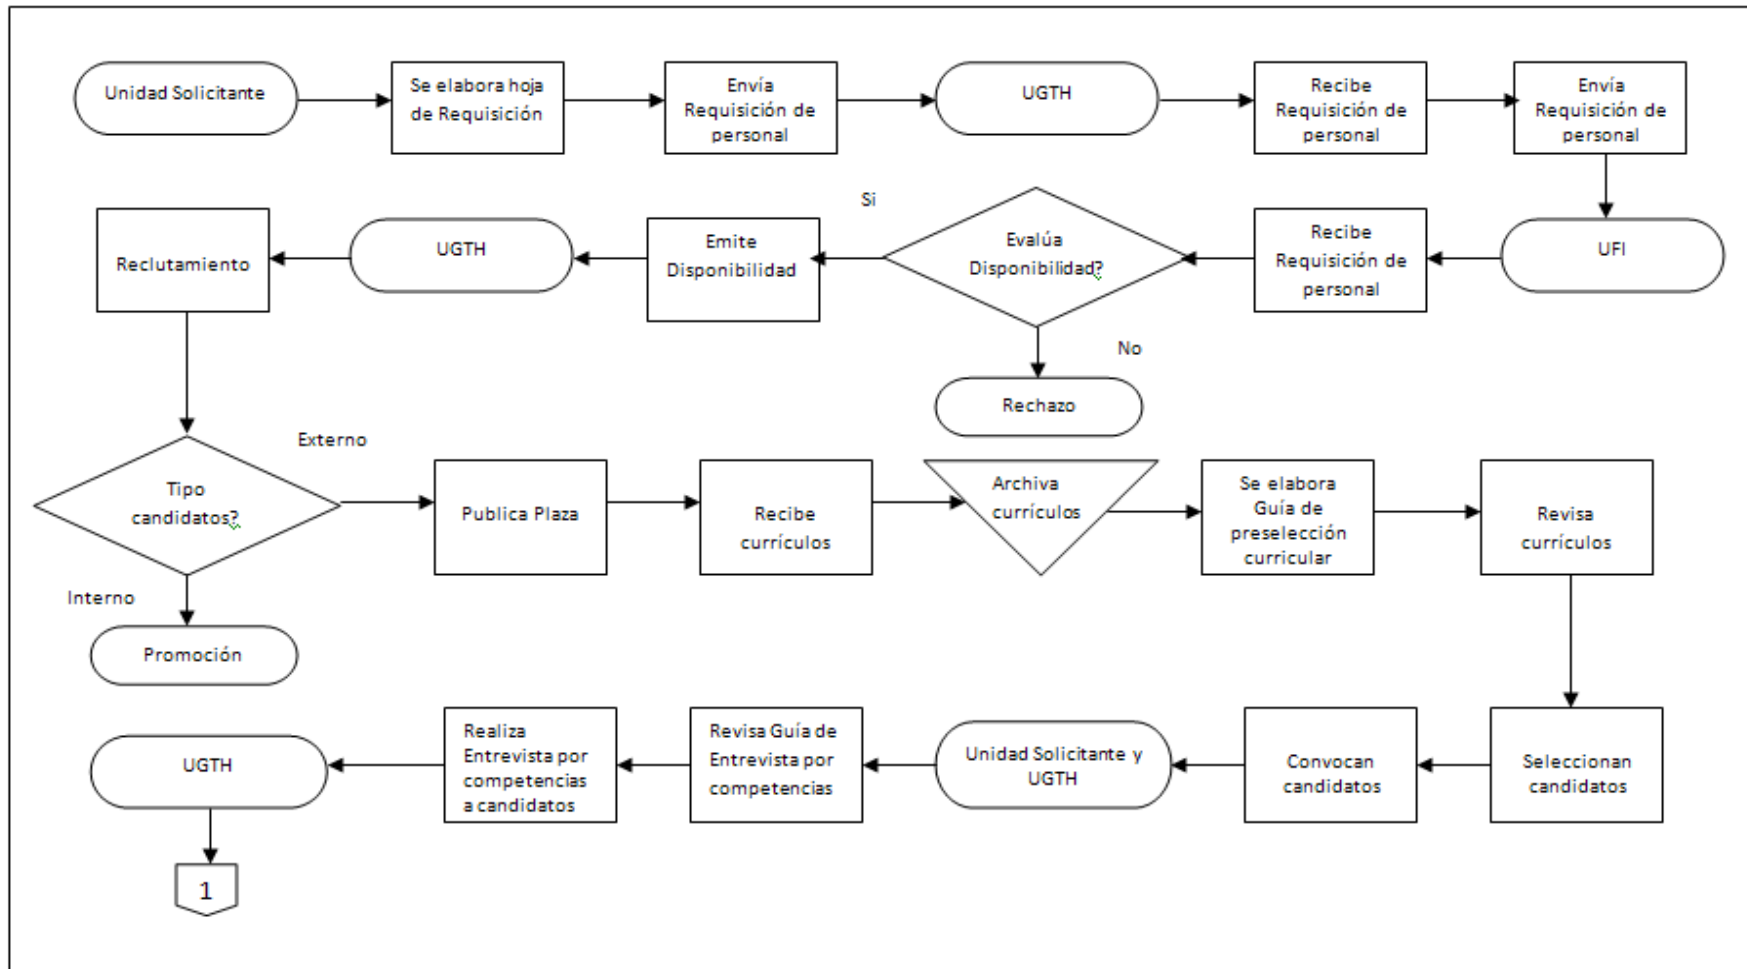 Unidad Solicitante
Se elabora hoja
de Requisición
Envía
Requisición de
personal
UGTH
Recibe
Requisición de
personal
Envía
Requisición de
personal
Reclutamiento
UGTH
Emite
Disponibilidad
Si
Evalúa
Disponibilidad?
No
Recibe
Requisición de
personal
UFI
Rechazo
Tipo
candidatos?
Externo
Interno
Promoción
Publica Plaza
Recibe
currículos
Archiva
currículos
Se elabora
Guía de
preselección
curricular
Revisa
currículos
UGTH
Realiza
Entrevista por
competencias
a candidatos
Revisa Guía de
Entrevista por
competencias
Unidad Solicitante y
UGTH
Convocan
candidatos
Seleccionan
candidatos
1